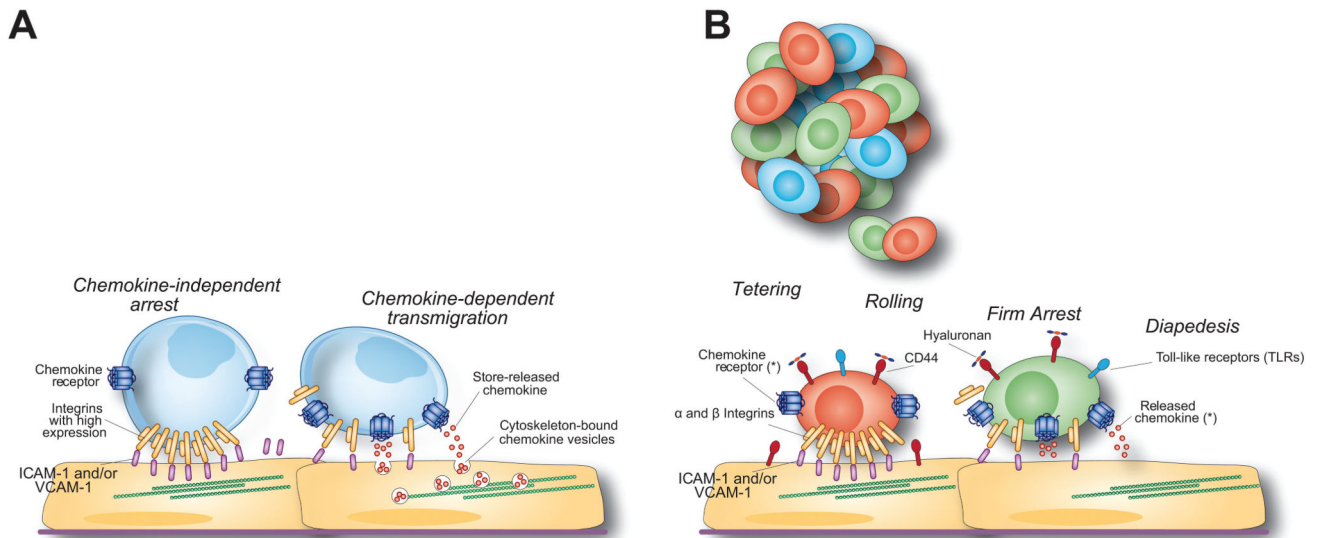 A
Chemokine-independent
arrest
Chemokine-dependent
transmigration
Chemokine
receptor
Integrins
with high
expression
ICAM-1 and/or
VCAM-1
Store-released
chemokine
Cytoskeleton-bound
chemokine vesicles
B
Tetering
Rolling
Firm Arrest
Diapedesis
Hyaluronan
Chemokine
receptor (*)
CD44
Toll-like receptors (TLRs)
α and β Integrins
Released
chemokine (*)
ICAM-1 and/or
VCAM-1